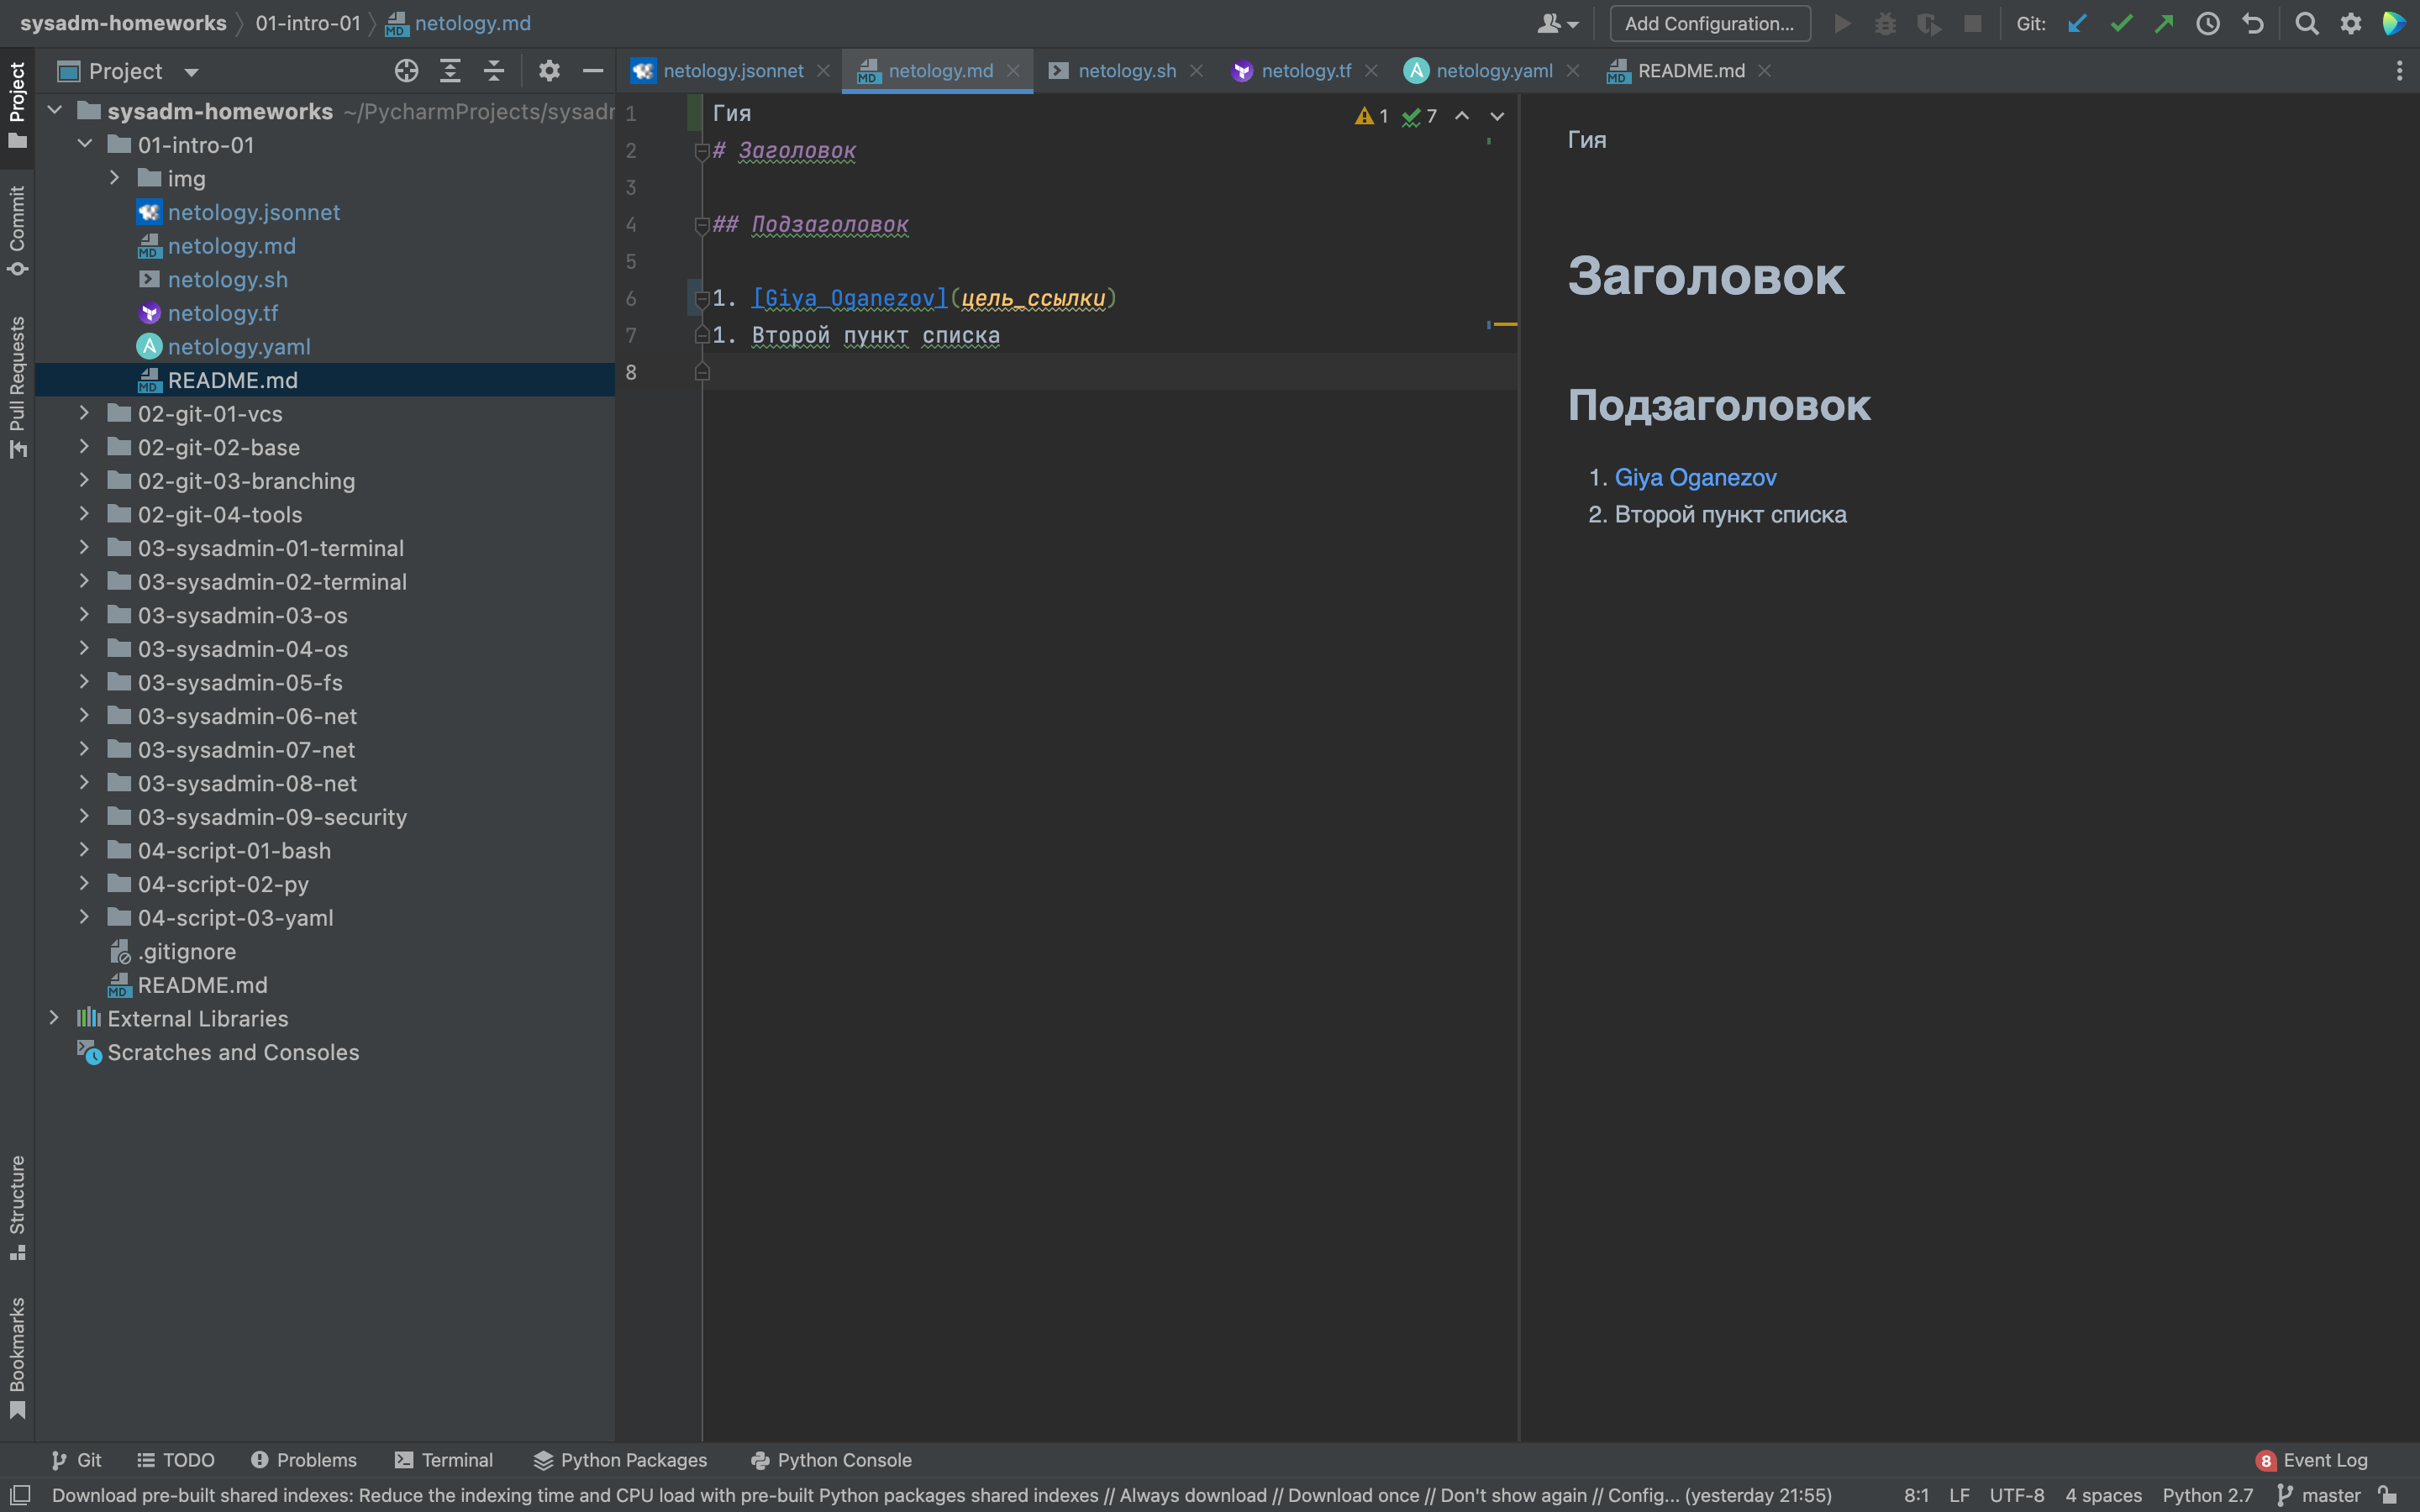 sysadm-homeworks 01-intro-01 netology.md
Add Configuration...
Git:
Project
netology.jsonnet
netology.md
netology.sh
netology.tf
netology.yaml
README.md
Project
Commit
Pull Requests
Structure
Bookmarks
sysadm-homeworks ~/PycharmProjects/sysadm
01-intro-01
img
netology.jsonnet
netology.md
netology.sh
netology.tf
netology.yaml
README.md
02-git-01-vcs
02-git-02-base
02-git-03-branching
02-git-04-tools
03-sysadmin-01-terminal
03-sysadmin-02-terminal
03-sysadmin-03-os
03-sysadmin-04-os
03-sysadmin-05-fs
03-sysadmin-06-net
03-sysadmin-07-net
03-sysadmin-08-net
03-sysadmin-09-security
04-script-01-bash
04-script-02-py
04-script-03-yaml
.gitignore
README.md
External Libraries
Scratches and Consoles
1 Гия
2 # Заголовок
3
4 ## Подзаголовок
5
6 1. [Giya Oganezov](цель_ссылки)
7 1. Второй пункт списка
8
1 7
Гия
Заголовок
Подзаголовок
1. Giya Oganezov
2. Второй пункт списка
Git TODO Problems Terminal Python Packages Python Console
8 Event Log
Download pre-built shared indexes: Reduce the indexing time and CPU load with pre-built Python packages shared indexes // Always download // Download once // Don't show again // Config... (yesterday 21:55)
8:1 LF UTF-8 4 spaces Python 2.7 master